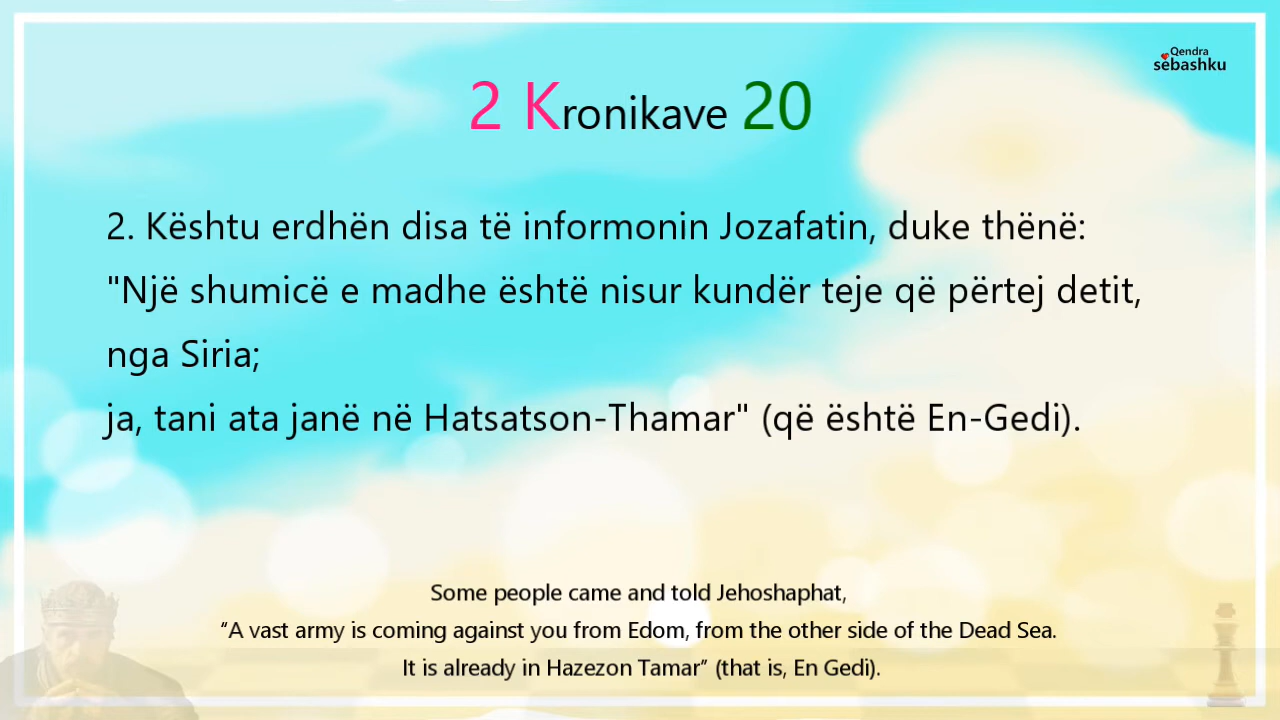 Qendra
sëbashku
2 Kronikave 20
2. Kështu erdhën disa të informonin Jozafatin, duke thënë:
"Një shumicë e madhe është nisur kundër teje që përtej detit,
nga Siria;
ja, tani ata janë në Hatsatson-Thamar" (që është En-Gedi).
Some people came and told Jehoshaphat,
“A vast army is coming against you from Edom, from the other side of the Dead Sea.
It is already in Hazezon Tamar” (that is, En Gedi).